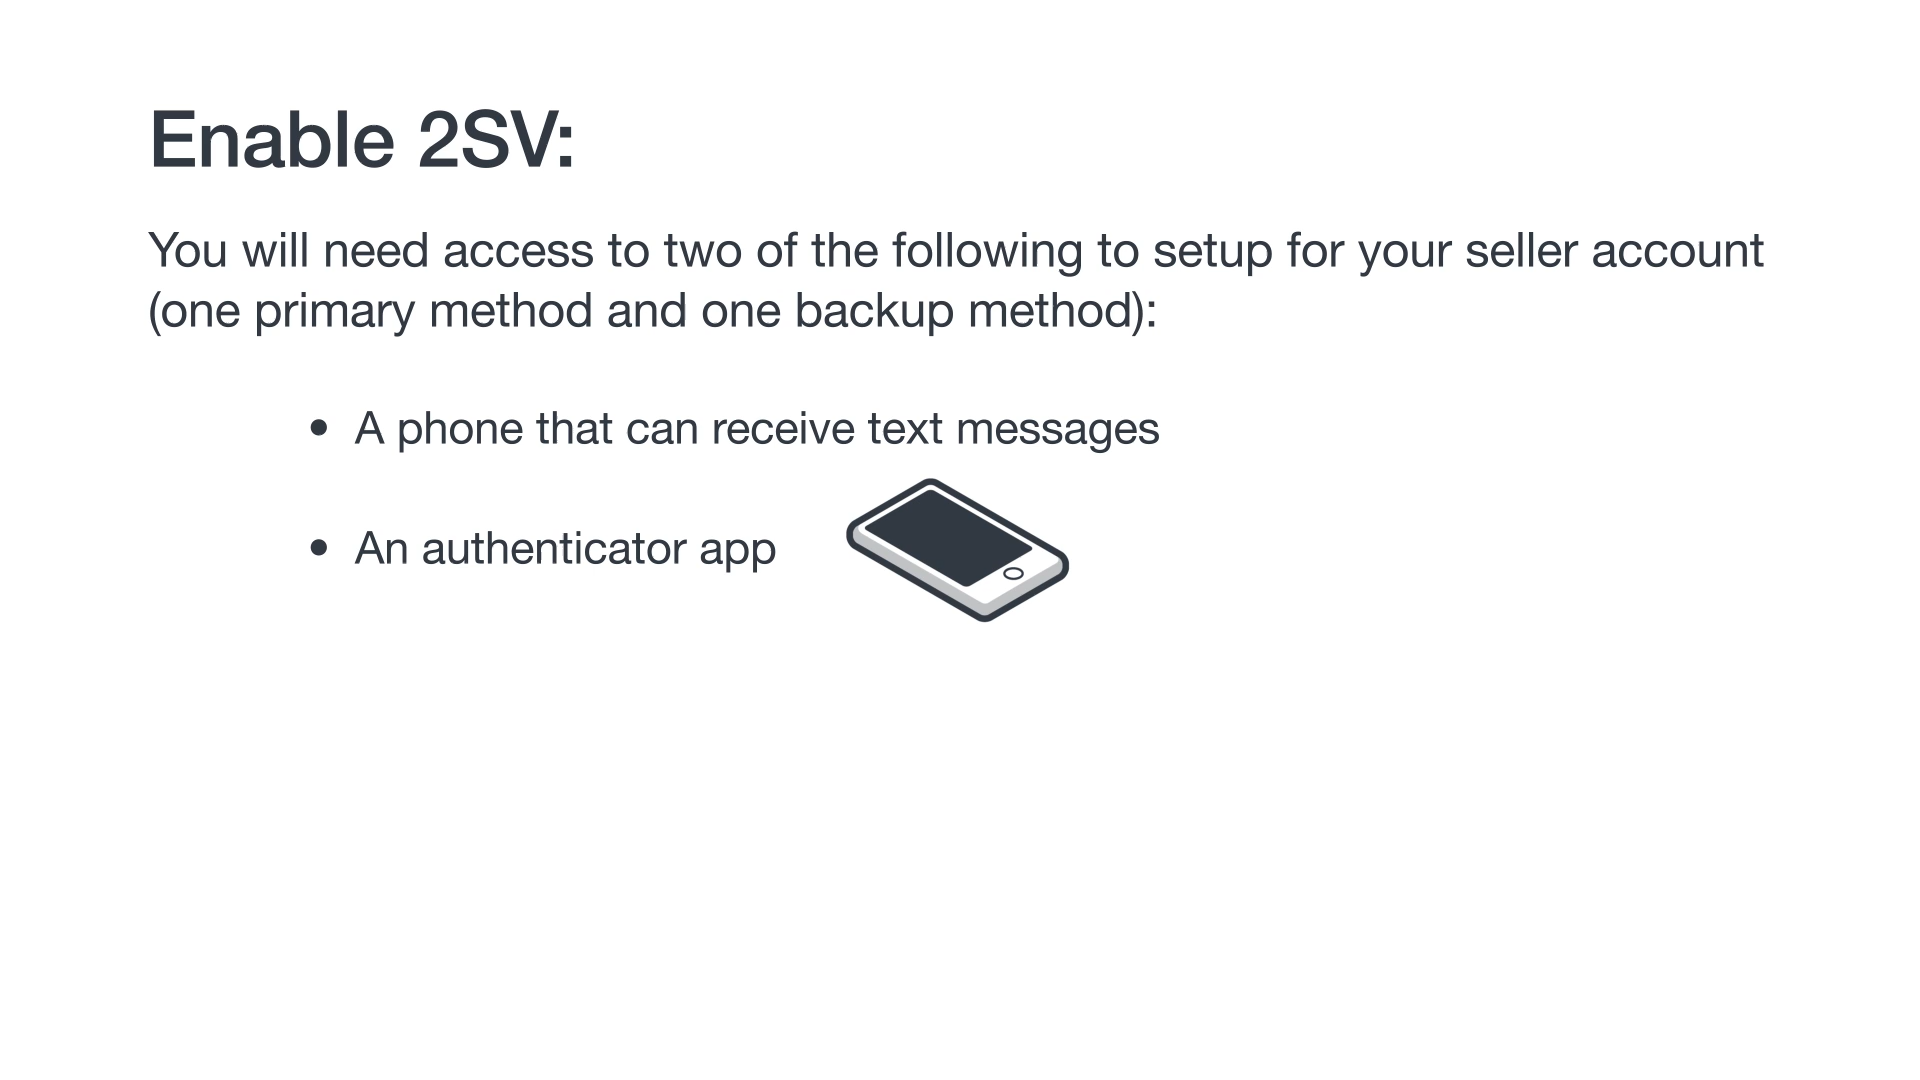 Enable 2SV:
You will need access to two of the following to setup for your seller account
(one primary method and one backup method):
• A phone that can receive text messages
• An authenticator app